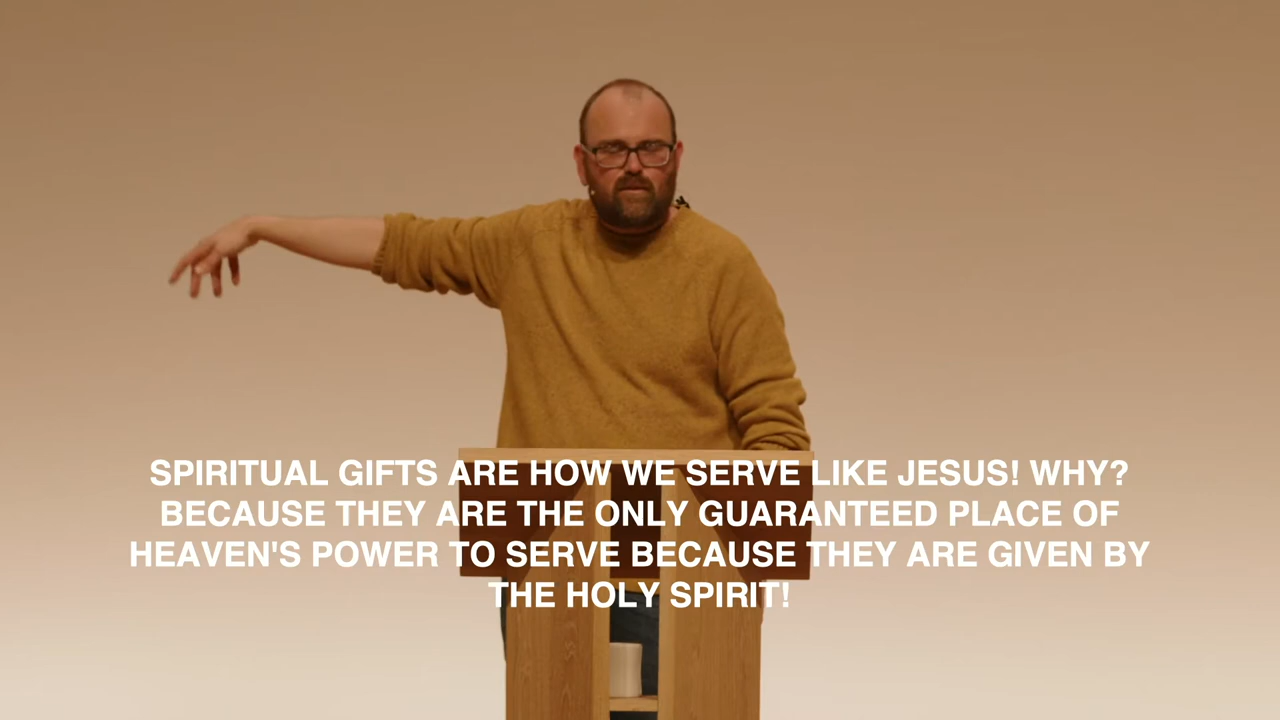 SPIRITUAL GIFTS ARE HOW WE SERVE LIKE JESUS! WHY?
BECAUSE THEY ARE THE ONLY GUARANTEED PLACE OF
HEAVEN'S POWER TO SERVE BECAUSE THEY ARE GIVEN BY
THE HOLY SPIRIT!